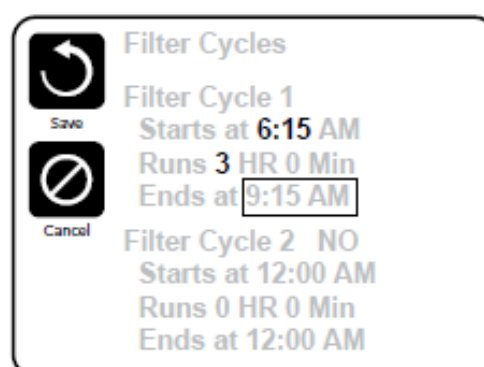 Filter Cycles
Save
Filter Cycle 1
Starts at 6:15 AM
Runs 3 HR 0 Min
Ends at 9:15 AM
Cancel
Filter Cycle 2 NO
Starts at 12:00 AM
Runs 0 HR 0 Min
Ends at 12:00 AM